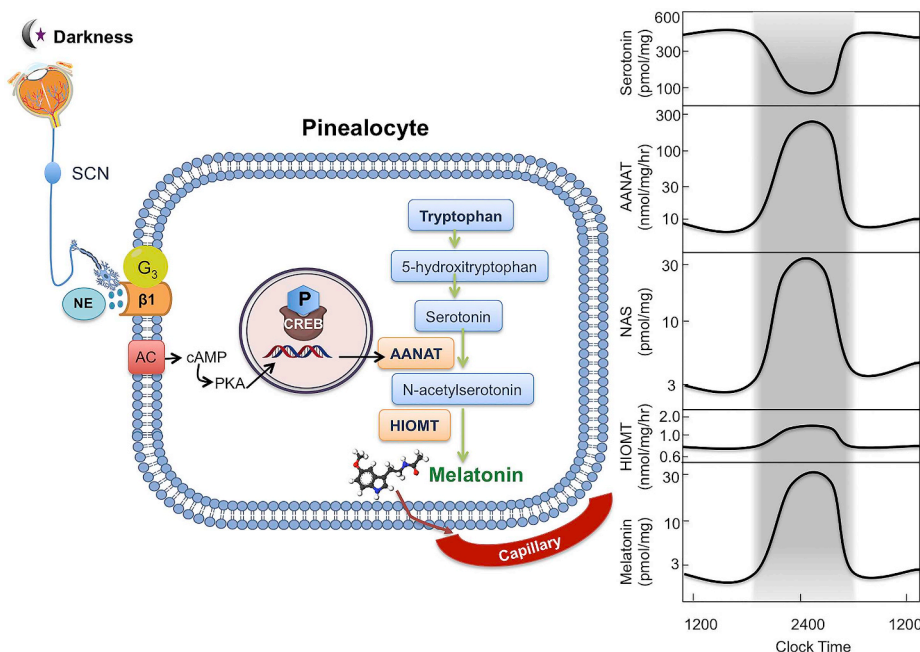 Darkness
SCN
Pinealocyte
G3
NE
β1
AC
cAMP
PKA
P
CREB
Tryptophan
5-hydroxitryptophan
Serotonin
AANAT
N-acetylserotonin
HIOMT
Melatonin
Capillary
Serotonin
(pmol/mg)
600
300
100
AANAT
(nmol/mg/hr)
300
100
30
10
NAS
(pmol/mg)
30
10
3
HIOMT
(nmol/mg/hr)
2.0
1.0
0.6
Melatonin
(pmol/mg)
30
10
3
1200
2400
1200
Clock Time